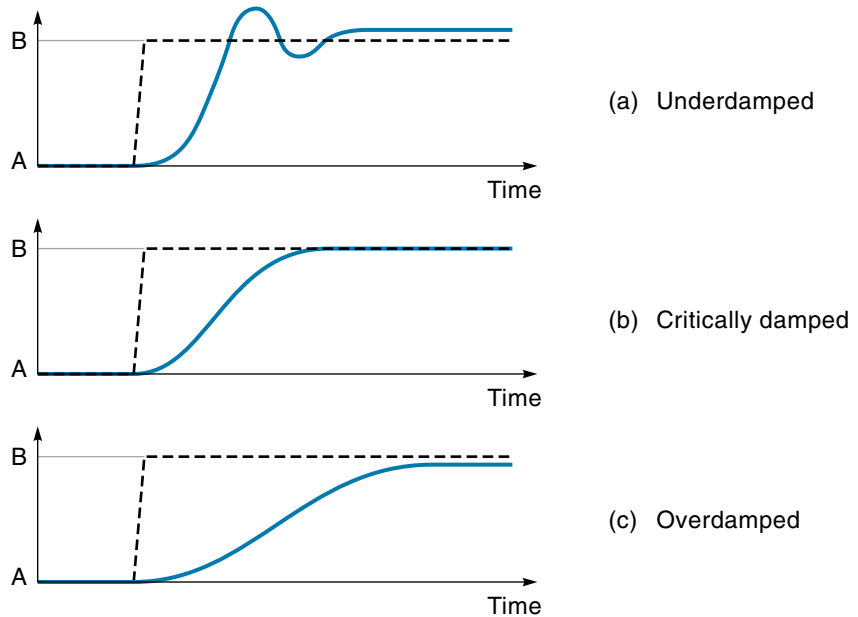 B
A
Time
(a) Underdamped
B
A
Time
(b) Critically damped
B
A
Time
(c) Overdamped